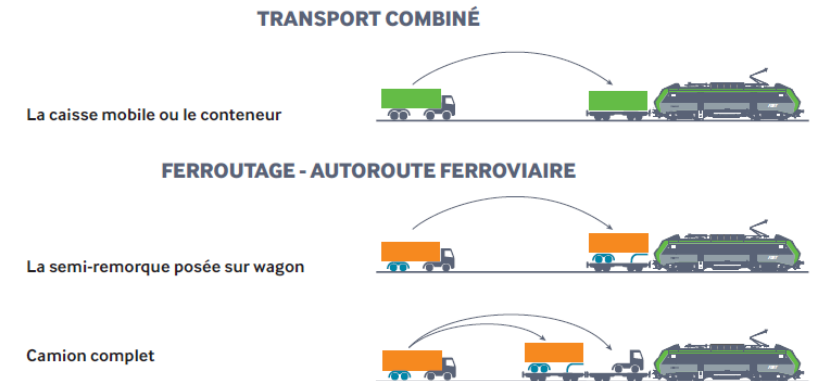 TRANSPORT COMBINÉ
La caisse mobile ou le conteneur
FERROUTAGE - AUTOROUTE FERROVIAIRE
La semi-remorque posée sur wagon
Camion complet